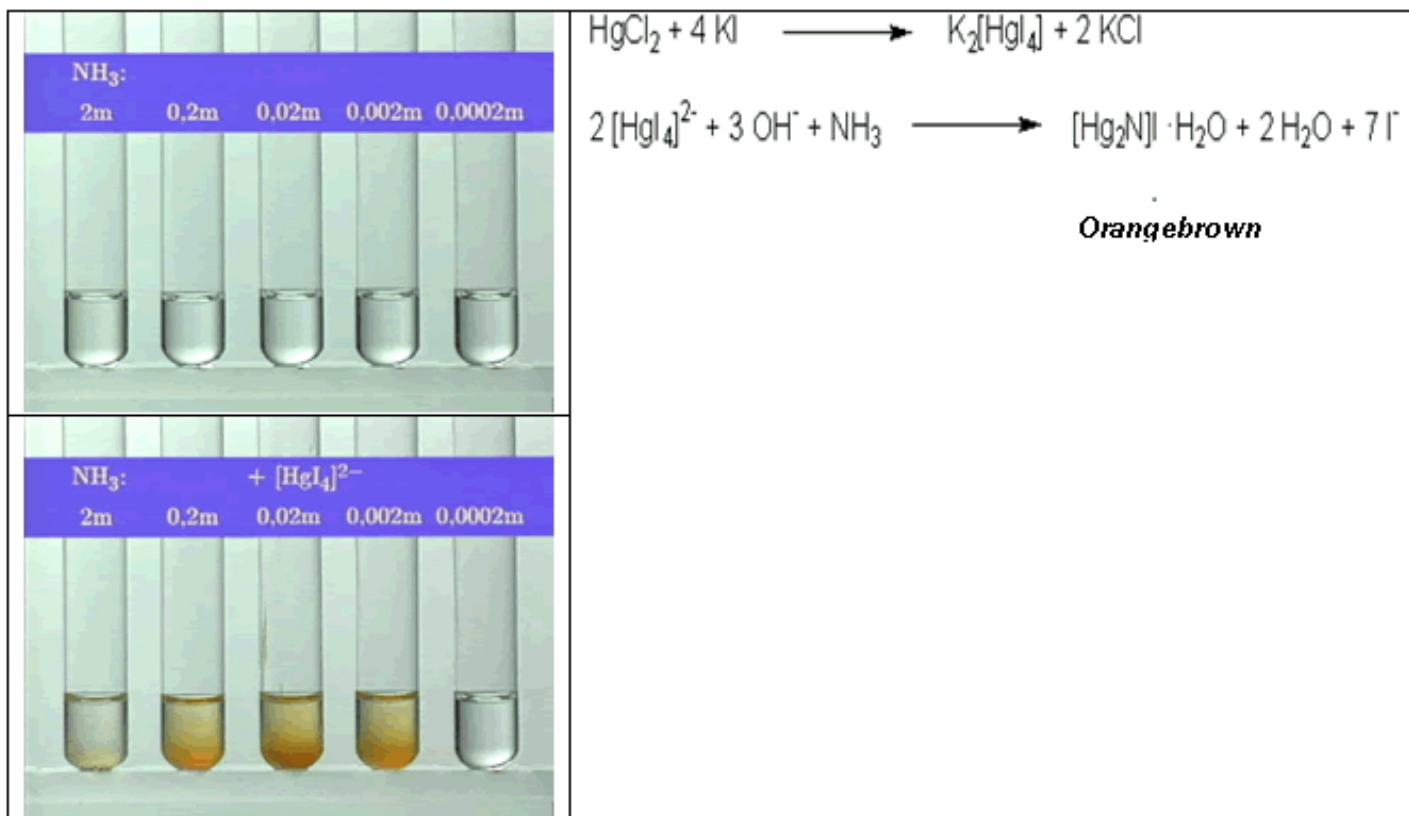 NH₃:
2m 0,2m 0,02m 0,002m 0,0002m
HgCl₂ + 4 KI ⟶ K₂[HgI₄] + 2 KCl
2 [HgI₄]²⁻ + 3 OH⁻ + NH₃ ⟶ [Hg₂N]I ·H₂O + 2 H₂O + 7 I⁻
Orangebrown
NH₃: + [HgI₄]²⁻
2m 0,2m 0,02m 0,002m 0,0002m